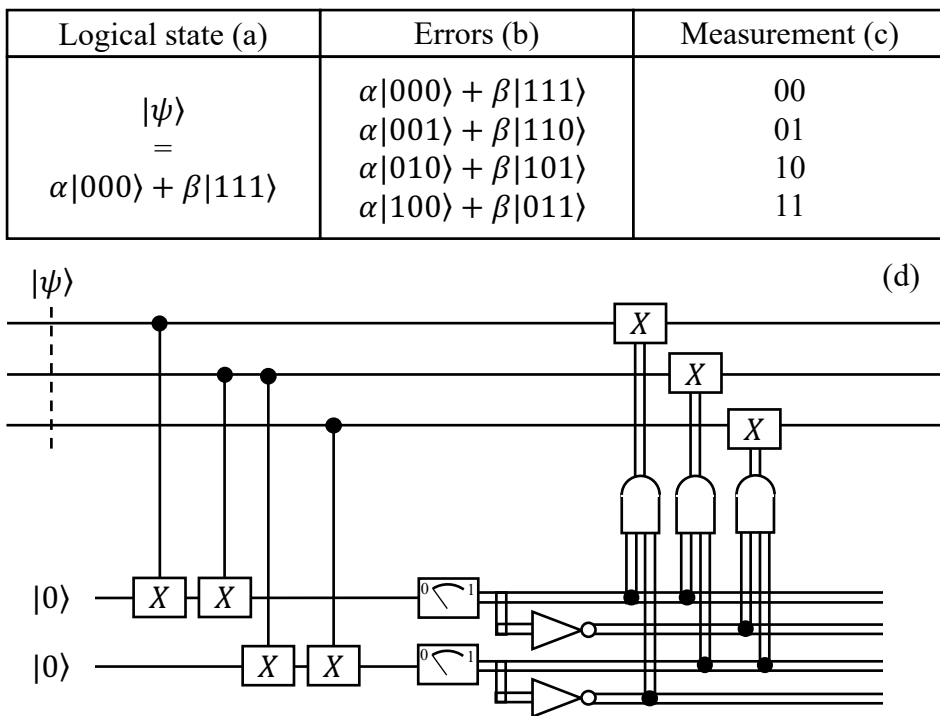 Logical state (a) Errors (b) Measurement (c)
|ψ⟩
=
α|000⟩ + β|111⟩
α|000⟩ + β|111⟩ 00
α|001⟩ + β|110⟩ 01
α|010⟩ + β|101⟩ 10
α|100⟩ + β|011⟩ 11
|ψ⟩ (d)
X
X
X
|0⟩ X X 0 1
|0⟩ X X 0 1